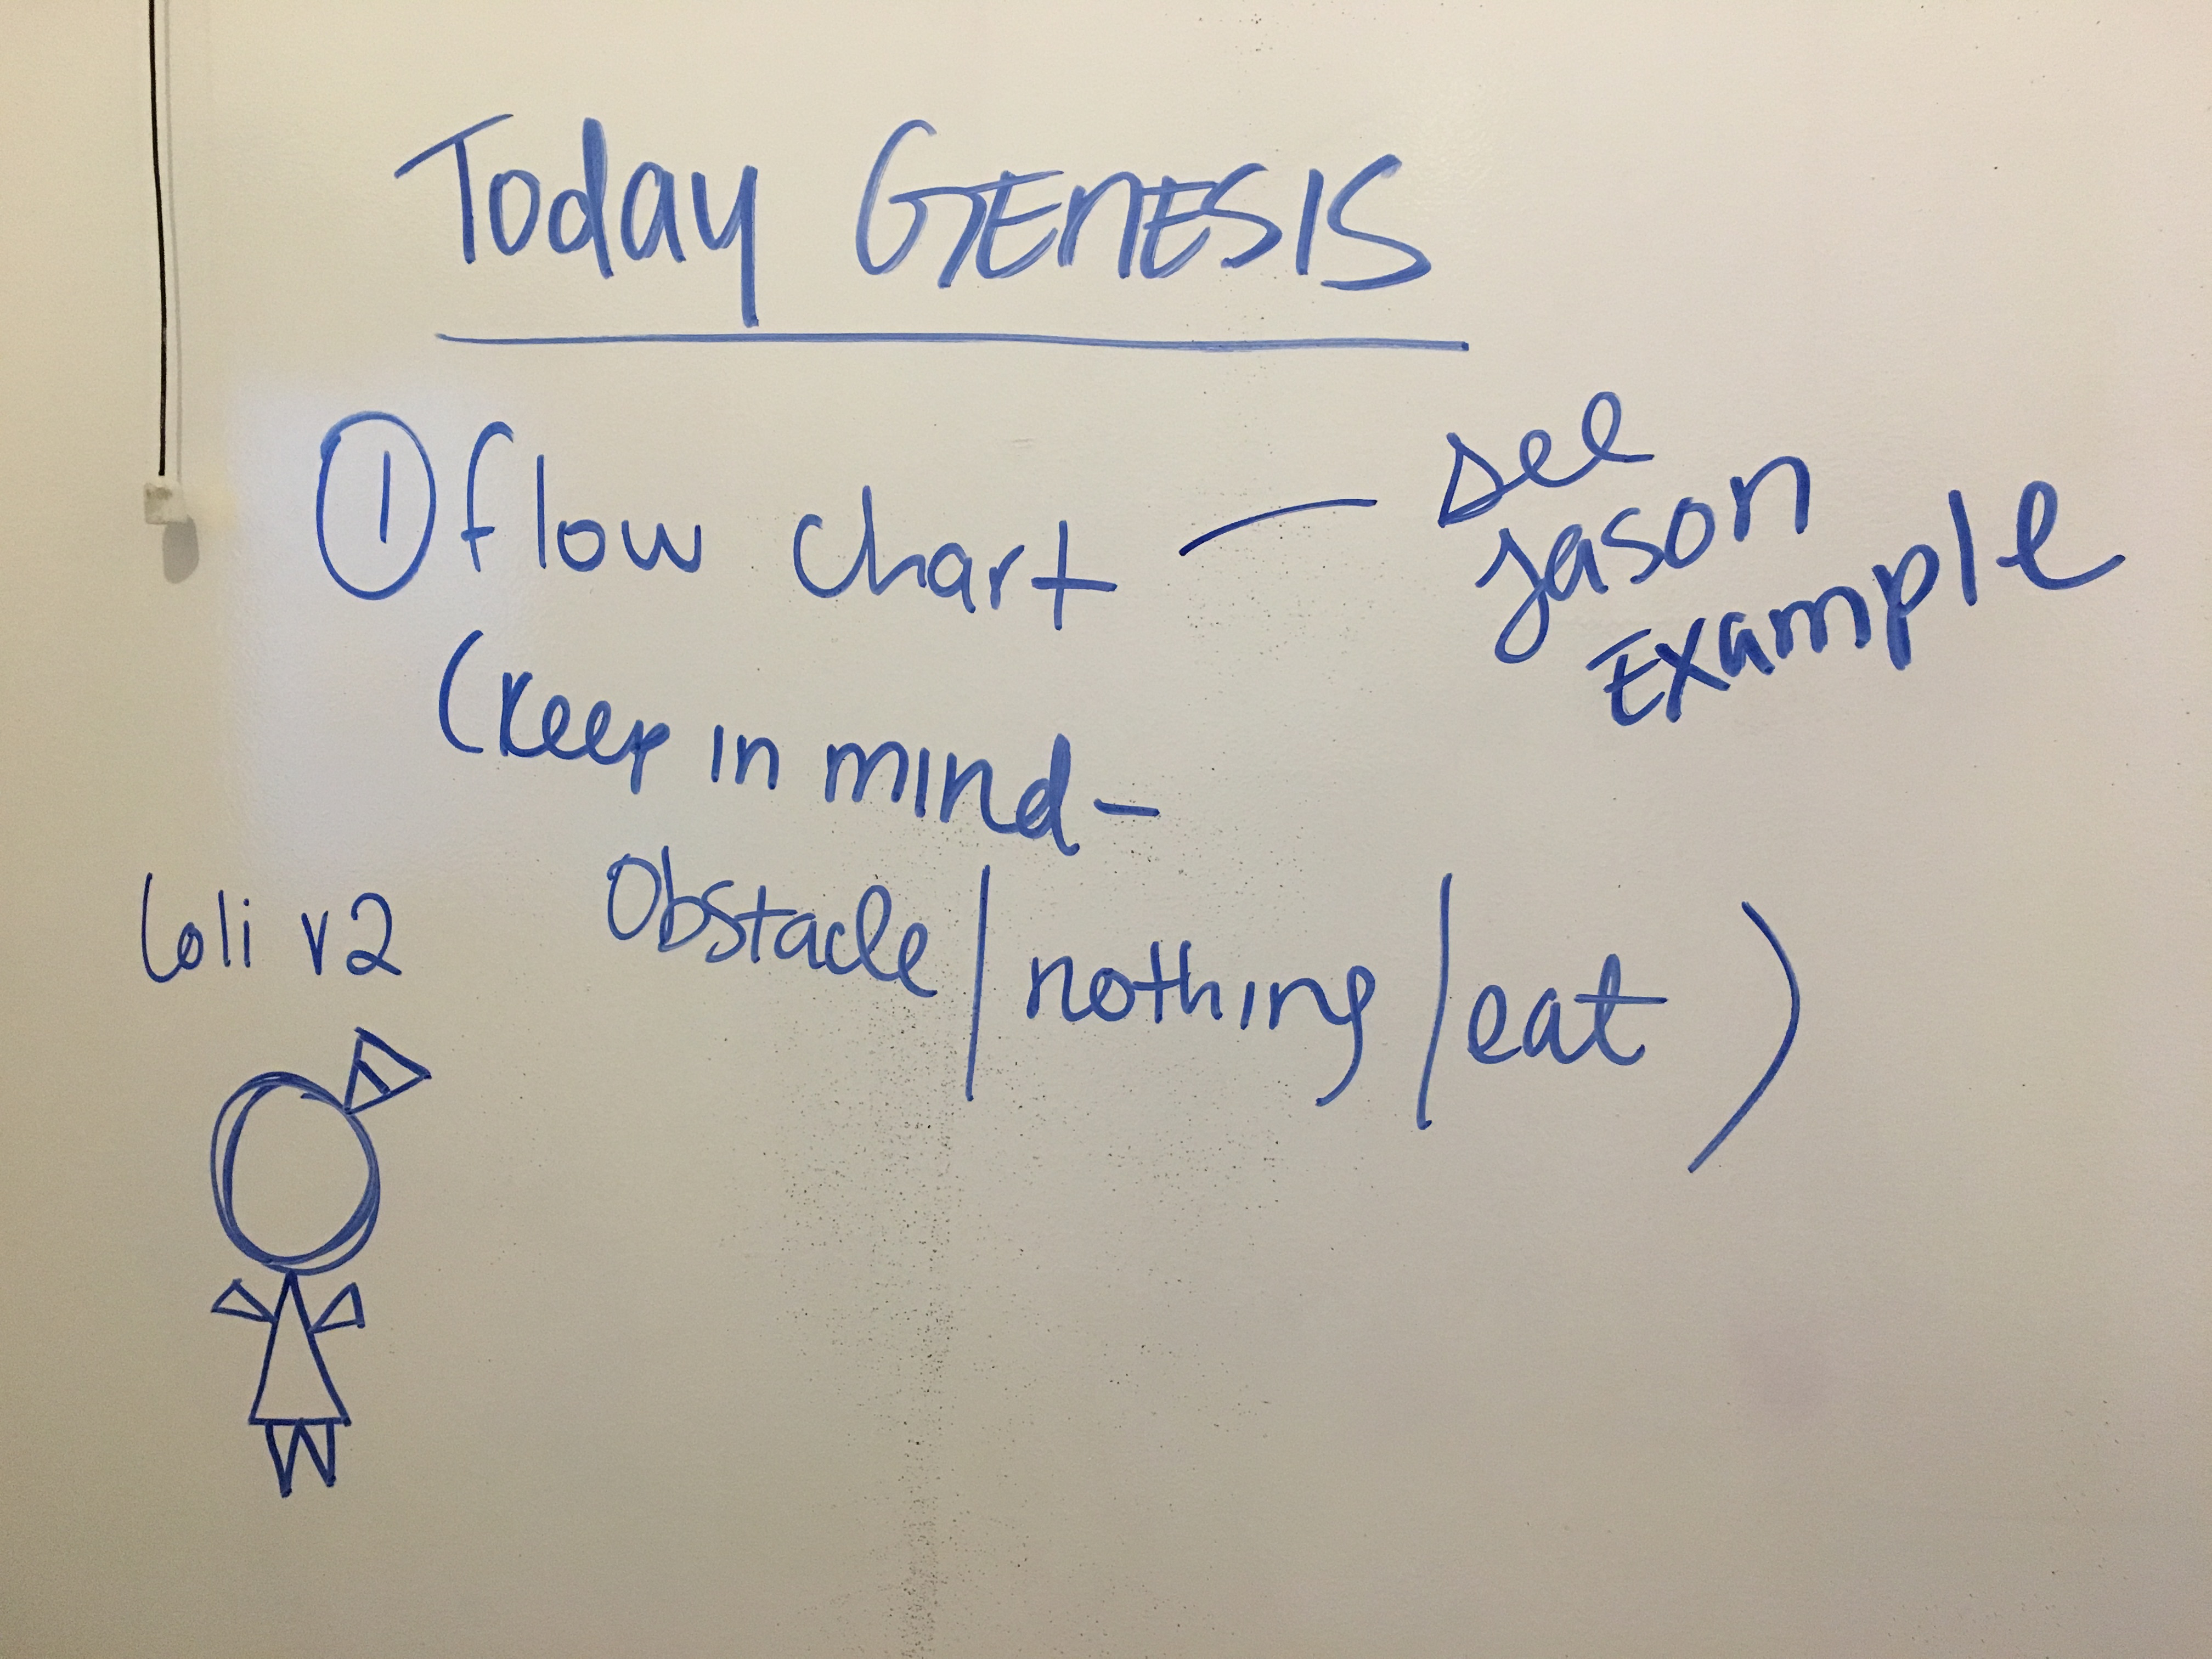 Today GENESIS
① flow chart — see
Jason
Example
(Keep in mind -
Obstacle / nothing / eat )
Loli v2